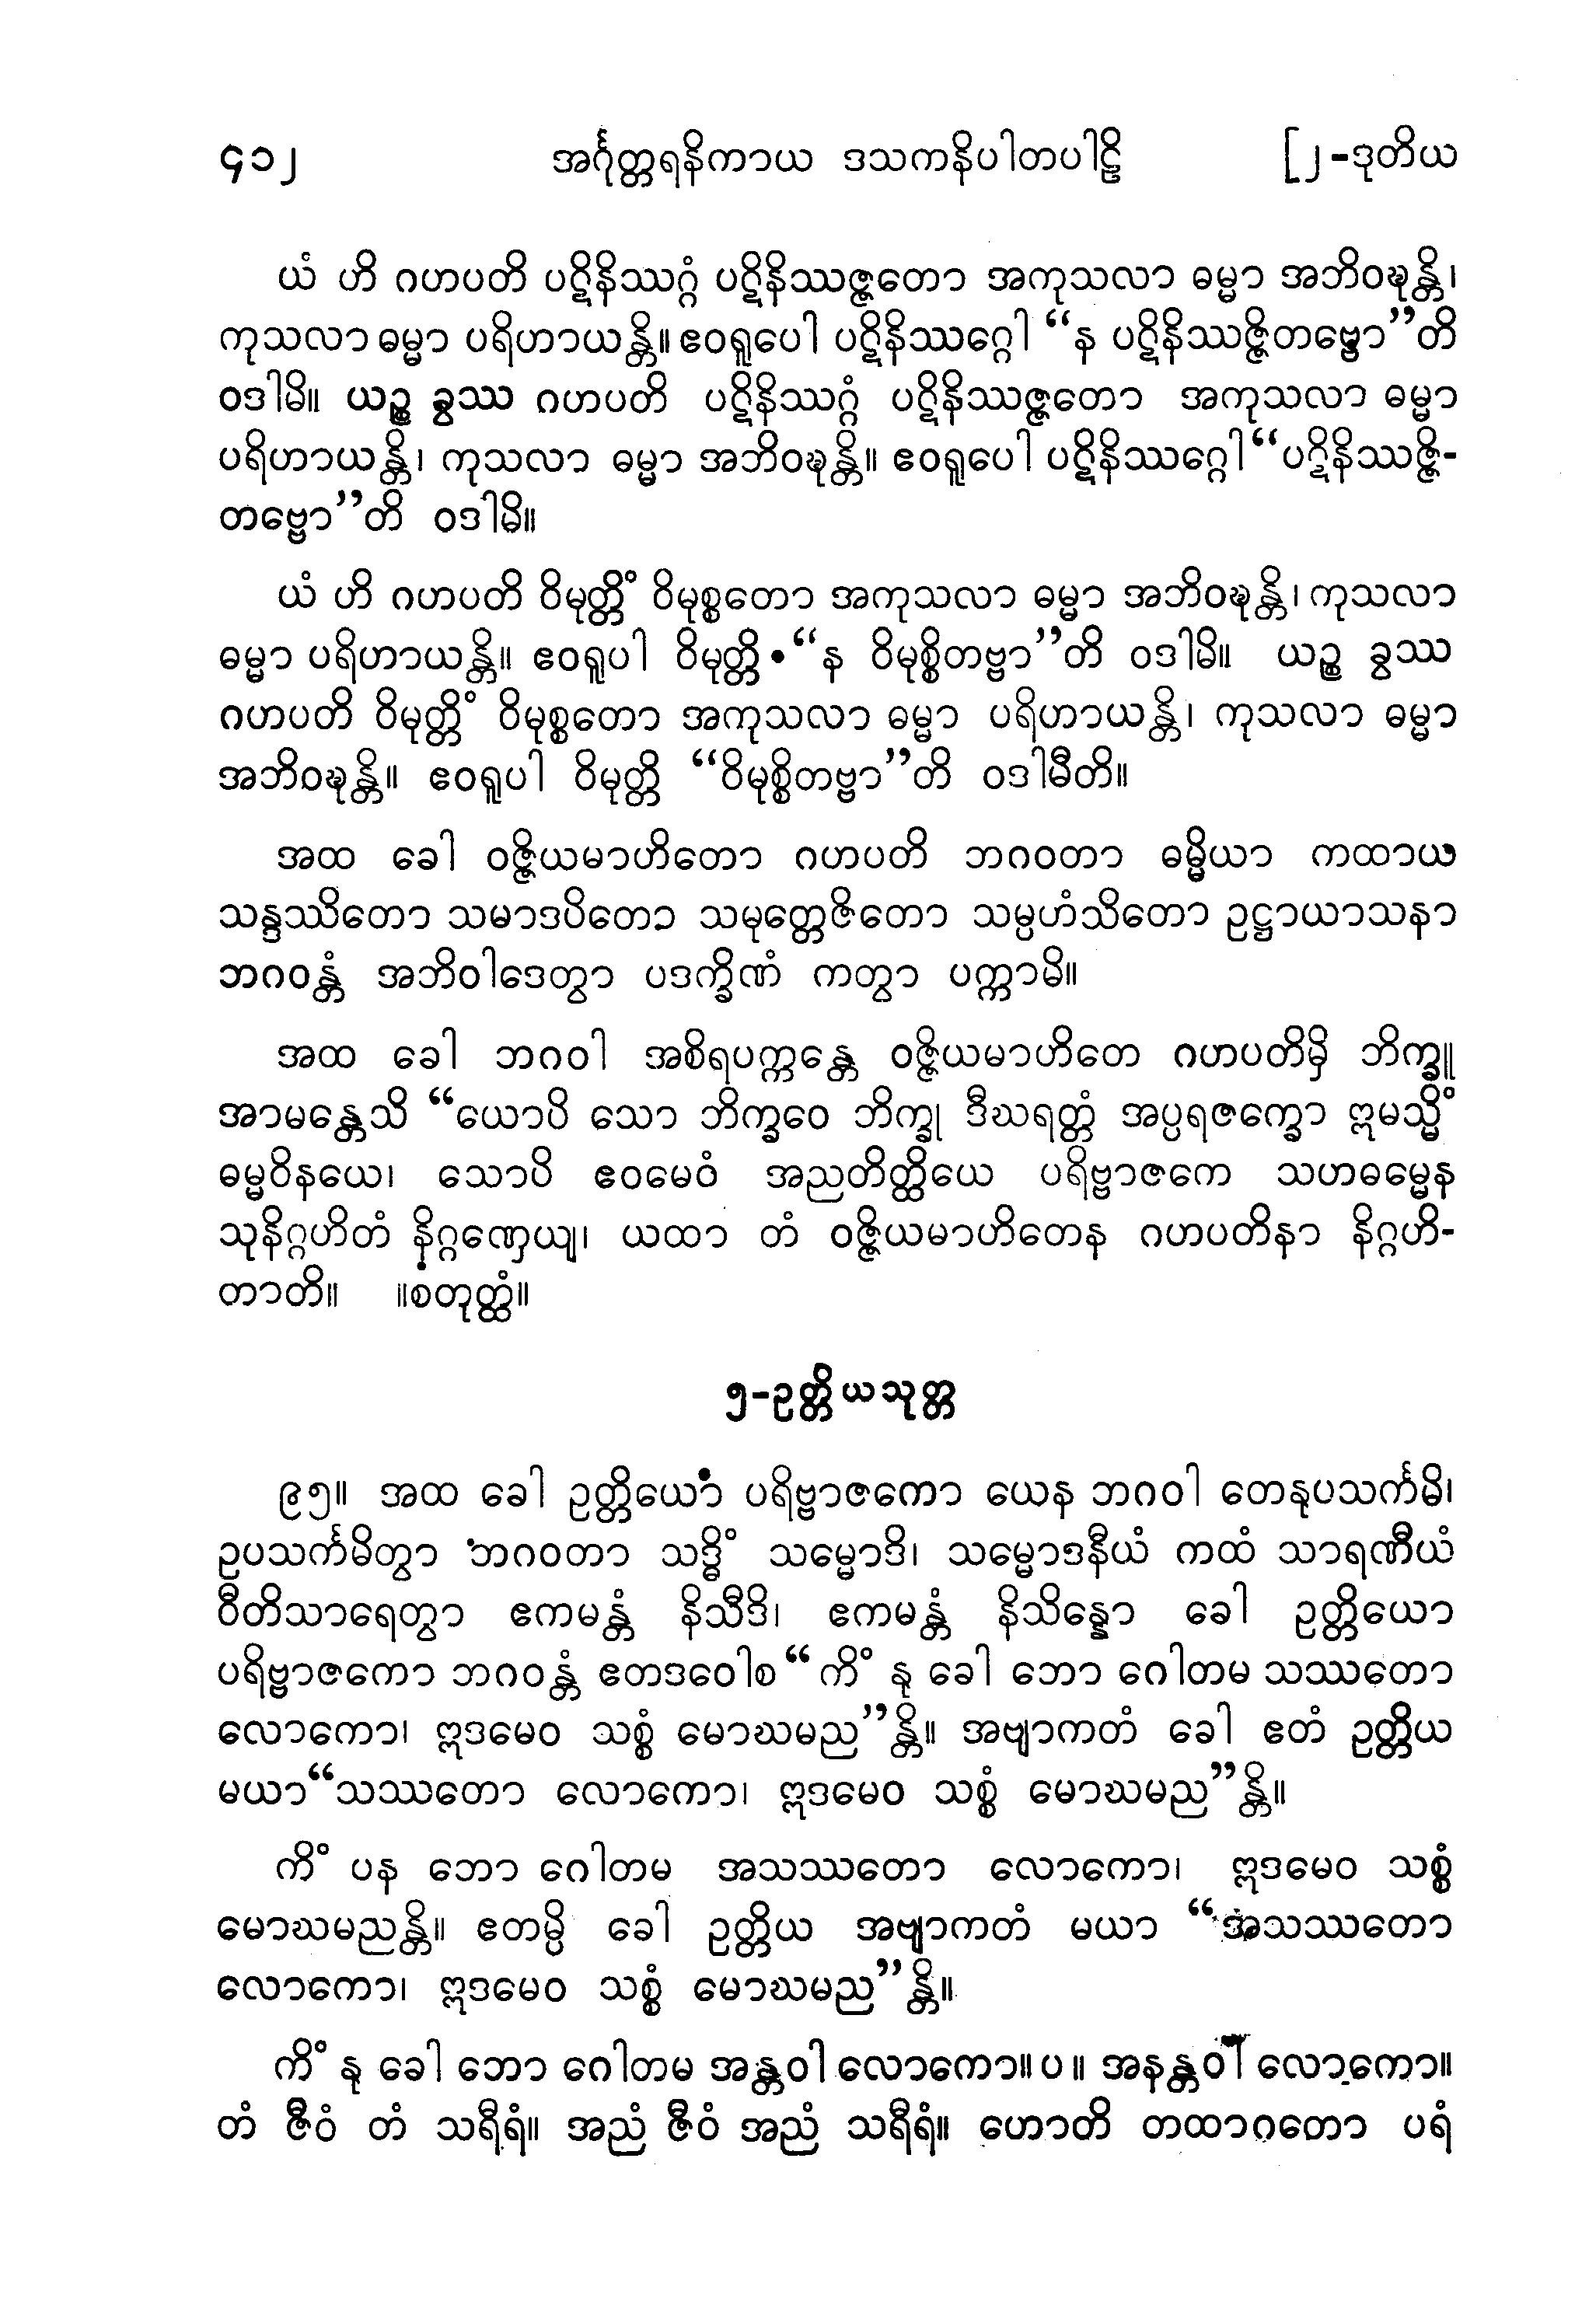 ၄၁၂ အင်္ဂုတ္တရနိကာယ ဒသကနိပါတပါဠိ [၂-ဒုတိယ
ယံ ဟိ ဂဟပတိ ပဋိနိဿဂ္ဂံ ပဋိနိဿဇ္ဇတော အကုသလာ ဓမ္မာ အဘိဝဍ္ဎန္တိ၊
ကုသလာ ဓမ္မာ ပရိဟာယန္တိ။ ဧဝရူပေါ ပဋိနိဿဂ္ဂေါ “န ပဋိနိဿဇ္ဇိတဗ္ဗော”တိ
ဝဒါမိ။ ယဉ္စ ခွဿ ဂဟပတိ ပဋိနိဿဂ္ဂံ ပဋိနိဿဇ္ဇတော အကုသလာ ဓမ္မာ
ပရိဟာယန္တိ၊ ကုသလာ ဓမ္မာ အဘိဝဍ္ဎန္တိ။ ဧဝရူပေါ ပဋိနိဿဂ္ဂေါ “ပဋိနိဿဇ္ဇိ-
တဗ္ဗော”တိ ဝဒါမိ။
ယံ ဟိ ဂဟပတိ ဝိမုတ္တိံ ဝိမုစ္စတော အကုသလာ ဓမ္မာ အဘိဝဍ္ဎန္တိ၊ ကုသလာ
ဓမ္မာ ပရိဟာယန္တိ။ ဧဝရူပါ ဝိမုတ္တိ “န ဝိမုစ္စိတဗ္ဗာ”တိ ဝဒါမိ။ ယဉ္စ ခွဿ
ဂဟပတိ ဝိမုတ္တိံ ဝိမုစ္စတော အကုသလာ ဓမ္မာ ပရိဟာယန္တိ၊ ကုသလာ ဓမ္မာ
အဘိဝဍ္ဎန္တိ။ ဧဝရူပါ ဝိမုတ္တိ “ဝိမုစ္စိတဗ္ဗာ”တိ ဝဒါမီတိ။
အထ ခေါ ဝဇ္ဇိယမာဟိတော ဂဟပတိ ဘဂဝတာ ဓမ္မိယာ ကထာယ
သန္ဒဿိတော သမာဒပိတော သမုတ္တေဇိတော သမ္ပဟံသိတော ဥဋ္ဌာယာသနာ
ဘဂဝန္တံ အဘိဝါဒေတွာ ပဒက္ခိဏံ ကတွာ ပက္ကာမိ။
အထ ခေါ ဘဂဝါ အစိရပက္ကန္တေ ဝဇ္ဇိယမာဟိတေ ဂဟပတိမှိ ဘိက္ခူ
အာမန္တေသိ “ယောပိ သော ဘိက္ခဝေ ဘိက္ခု ဒီဃရတ္တံ အပ္ပရဇက္ခော ဣမသ္မိံ
ဓမ္မဝိနယေ၊ သောပိ ဧဝမေဝံ အညတိတ္ထိယေ ပရိဗ္ဗာဇကေ သဟဓမ္မေန
သုနိဂ္ဂဟိတံ နိဂ္ဂဏှေယျ၊ ယထာ တံ ဝဇ္ဇိယမာဟိတေန ဂဟပတိနာ နိဂ္ဂဟိ-
တာတိ။ ။စတုတ္ထံ။
၅-ဥတ္တိယသုတ္တ
၉၅။ အထ ခေါ ဥတ္တိယော ပရိဗ္ဗာဇကော ယေန ဘဂဝါ တေနုပသင်္ကမိ၊
ဥပသင်္ကမိတွာ ဘဂဝတာ သဒ္ဓိံ သမ္မောဒိ၊ သမ္မောဒနီယံ ကထံ သာရဏီယံ
ဝီတိသာရေတွာ ဧကမန္တံ နိသီဒိ၊ ဧကမန္တံ နိသိန္နော ခေါ ဥတ္တိယော
ပရိဗ္ဗာဇကော ဘဂဝန္တံ ဧတဒဝေါစ “ကိံ နု ခေါ ဘော ဂေါတမ သဿတော
လောကော၊ ဣဒမေဝ သစ္စံ မောဃမည”န္တိ။ အဗျာကတံ ခေါ ဧတံ ဥတ္တိယ
မယာ “သဿတော လောကော၊ ဣဒမေဝ သစ္စံ မောဃမည”န္တိ။
ကိံ ပန ဘော ဂေါတမ အသဿတော လောကော၊ ဣဒမေဝ သစ္စံ
မောဃမညန္တိ။ ဧတမ္ပိ ခေါ ဥတ္တိယ အဗျာကတံ မယာ “အသဿတော
လောကော၊ ဣဒမေဝ သစ္စံ မောဃမည”န္တိ။
ကိံ နု ခေါ ဘော ဂေါတမ အန္တဝါ လောကော။ ပ။ အနန္တဝါ လောကော။
တံ ဇီဝံ တံ သရီရံ။ အညံ ဇီဝံ အညံ သရီရံ။ ဟောတိ တထာဂတော ပရံ